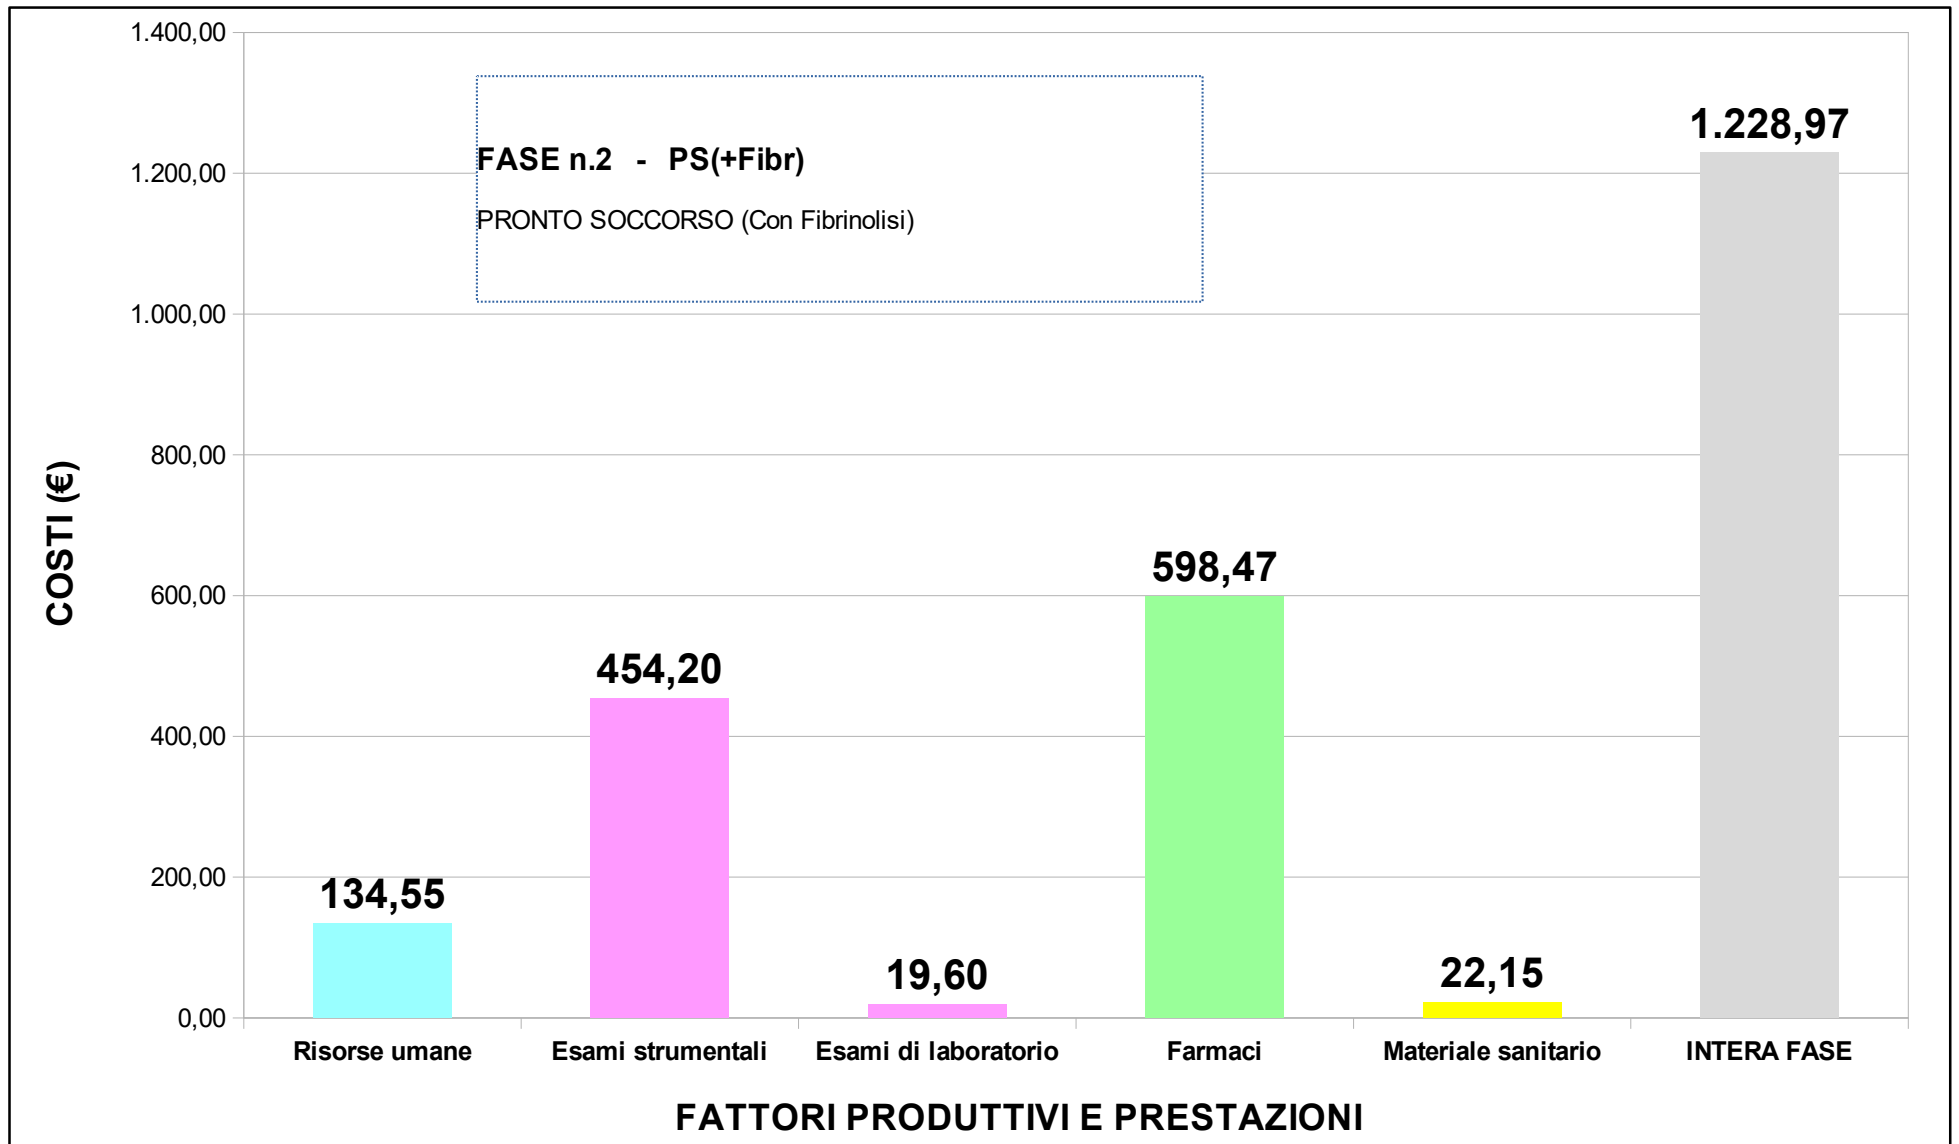 1.400,00
FASE n.2 - PS(+Fibr)
PRONTO SOCCORSO (Con Fibrinolisi)
1.228,97
1.200,00
1.000,00
800,00
COSTI (€)
598,47
600,00
454,20
400,00
200,00
134,55
19,60
22,15
0,00
Risorse umane
Esami strumentali
Esami di laboratorio
Farmaci
Materiale sanitario
INTERA FASE
FATTORI PRODUTTIVI E PRESTAZIONI